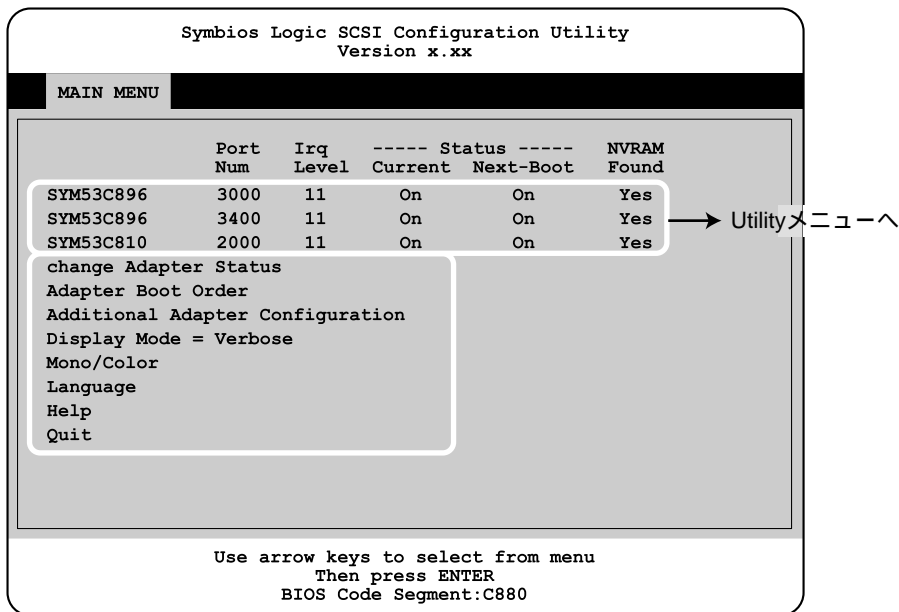 Symbios Logic SCSI Configuration Utility
Version x.xx
MAIN MENU
Port Irq ----- Status ----- NVRAM
Num Level Current Next-Boot Found
SYM53C896 3000 11 On On Yes
SYM53C896 3400 11 On On Yes
SYM53C810 2000 11 On On Yes
Utilityメニューへ
change Adapter Status
Adapter Boot Order
Additional Adapter Configuration
Display Mode = Verbose
Mono/Color
Language
Help
Quit
Use arrow keys to select from menu
Then press ENTER
BIOS Code Segment:C880